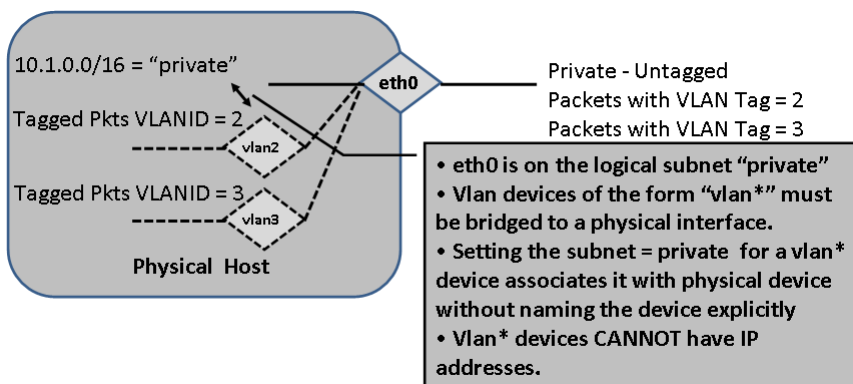 10.1.0.0/16 = “private”
eth0
Private - Untagged
Packets with VLAN Tag = 2
Packets with VLAN Tag = 3
Tagged Pkts VLANID = 2
vlan2
Tagged Pkts VLANID = 3
vlan3
Physical Host
• eth0 is on the logical subnet “private”
• Vlan devices of the form “vlan*” must
be bridged to a physical interface.
• Setting the subnet = private for a vlan*
device associates it with physical device
without naming the device explicitly
• Vlan* devices CANNOT have IP
addresses.